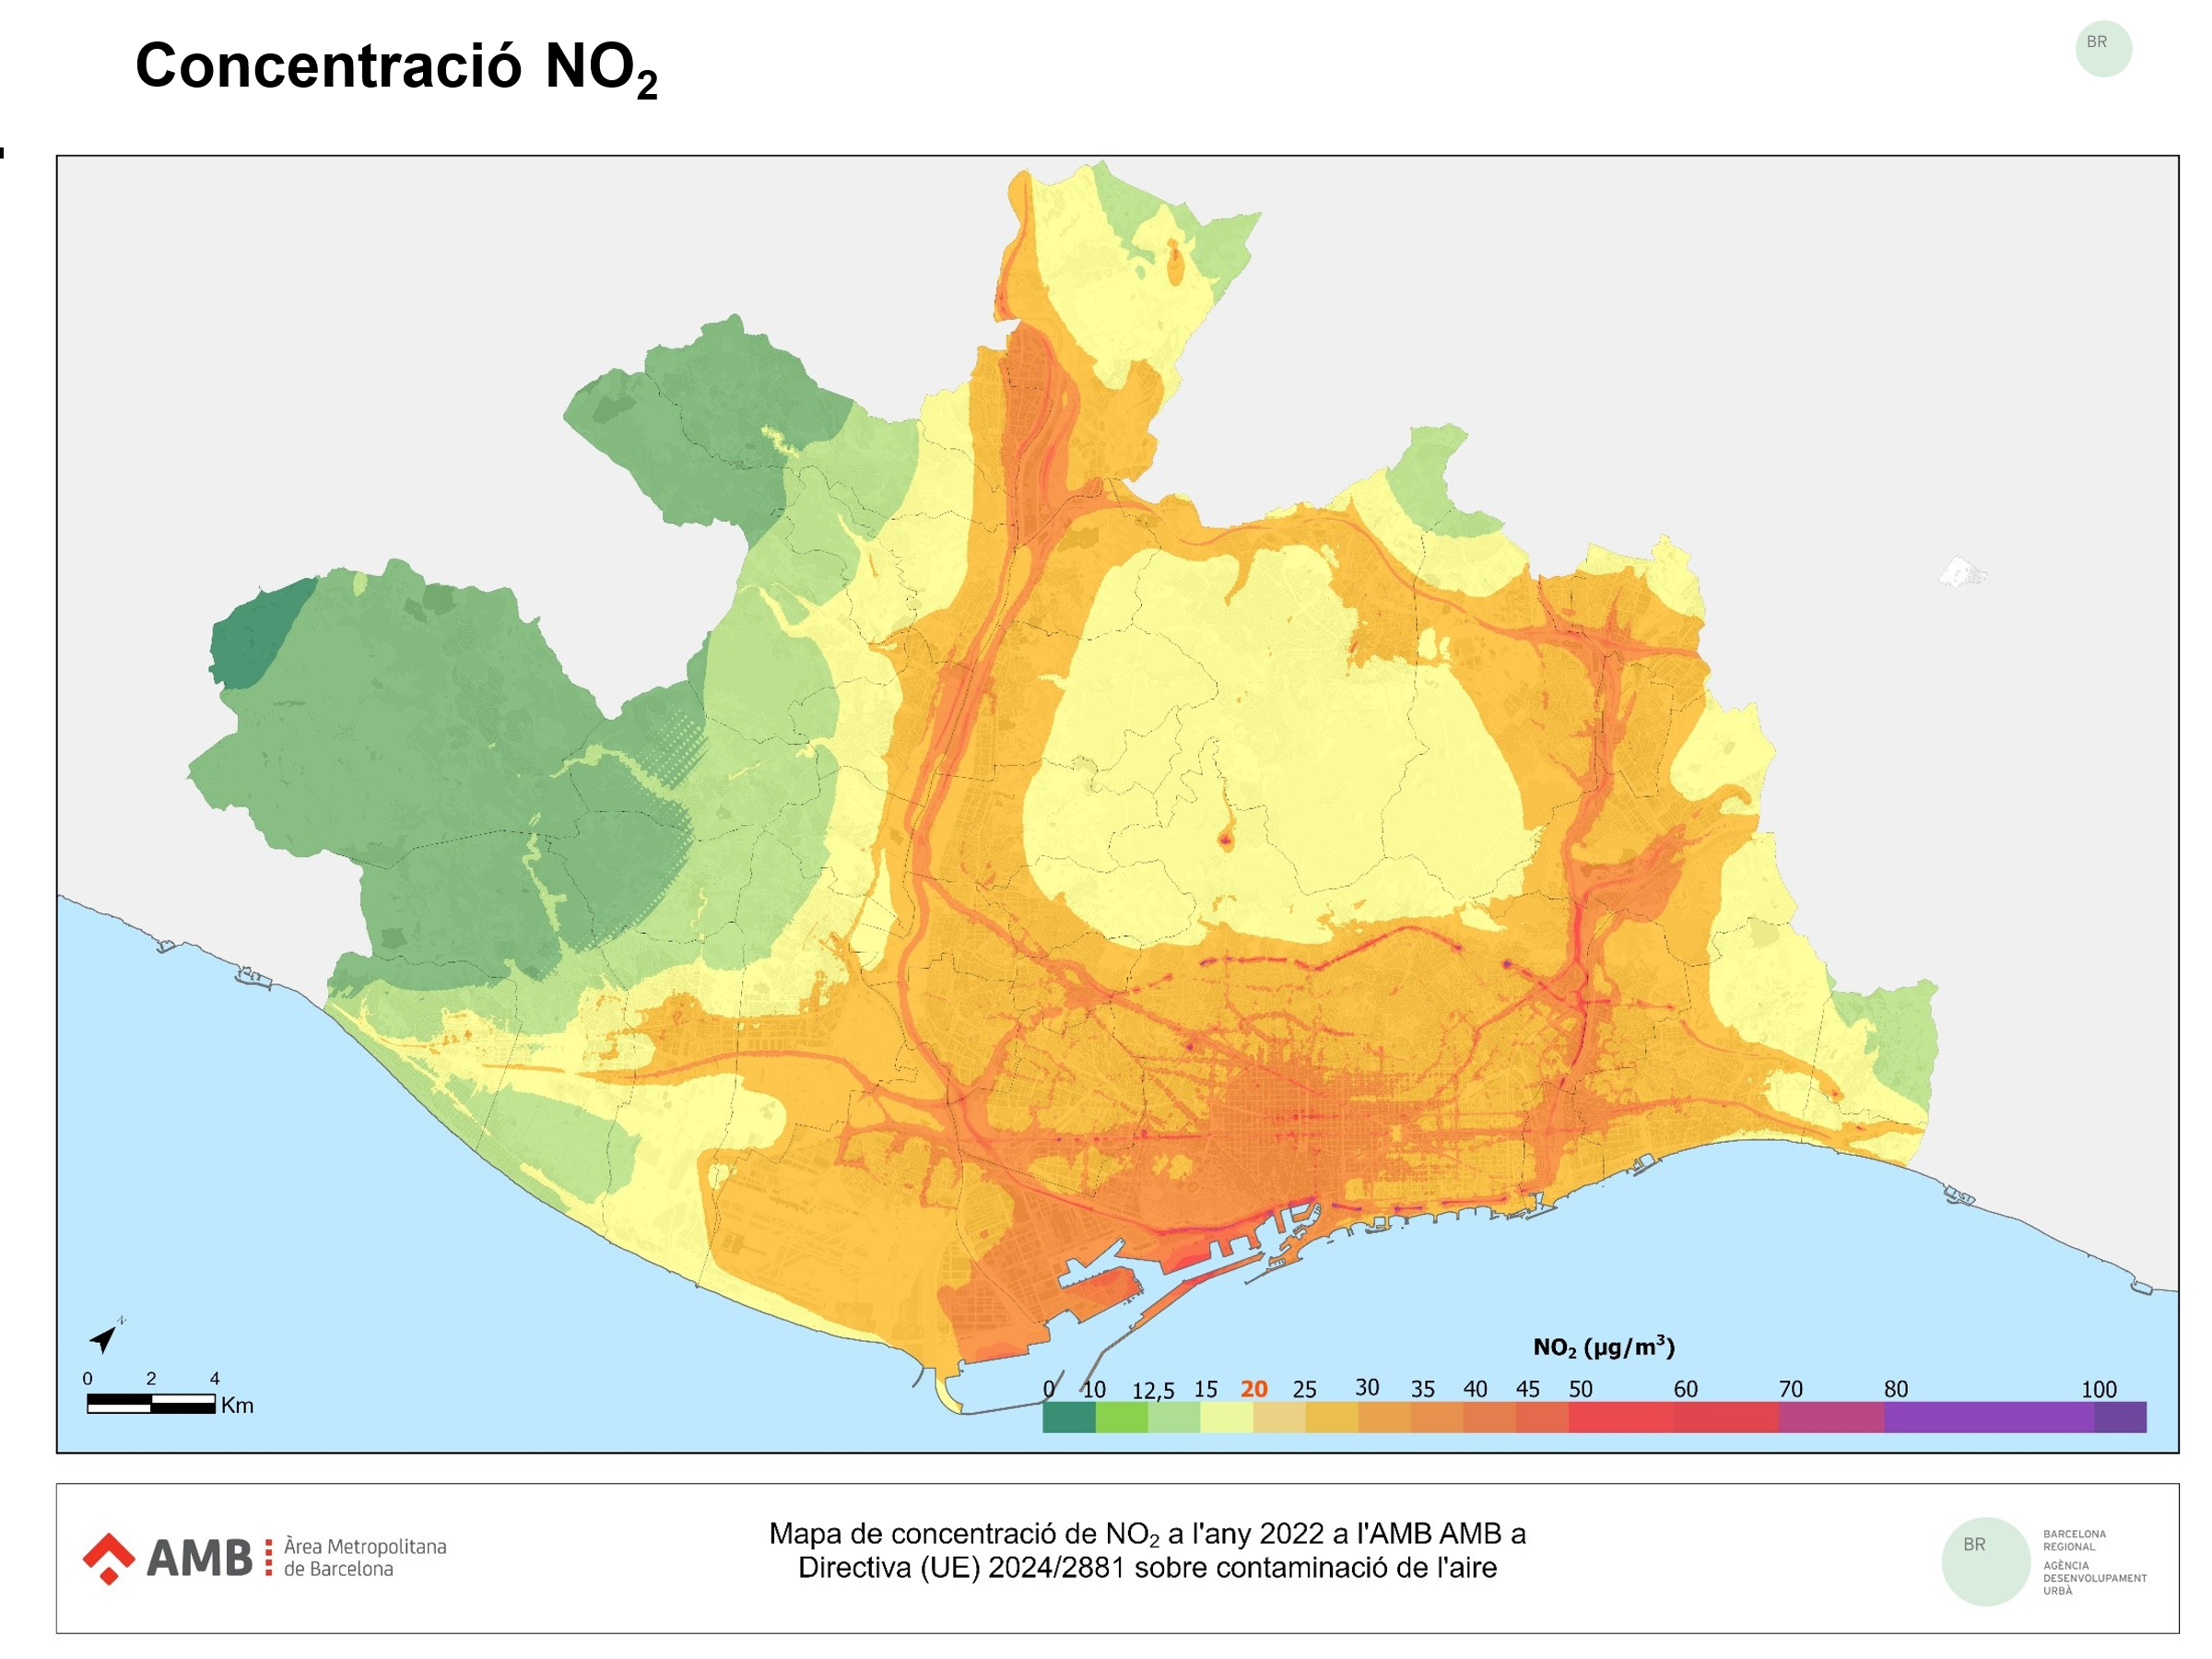 Concentració NO₂
BR
N
0 2 4
Km
NO₂ (µg/m³)
0 10 12,5 15 20 25 30 35 40 45 50 60 70 80 100
AMB Àrea Metropolitana
de Barcelona
Mapa de concentració de NO₂ a l'any 2022 a l'AMB AMB a
Directiva (UE) 2024/2881 sobre contaminació de l'aire
BR
BARCELONA
REGIONAL
AGÈNCIA
DESENVOLUPAMENT
URBÀ